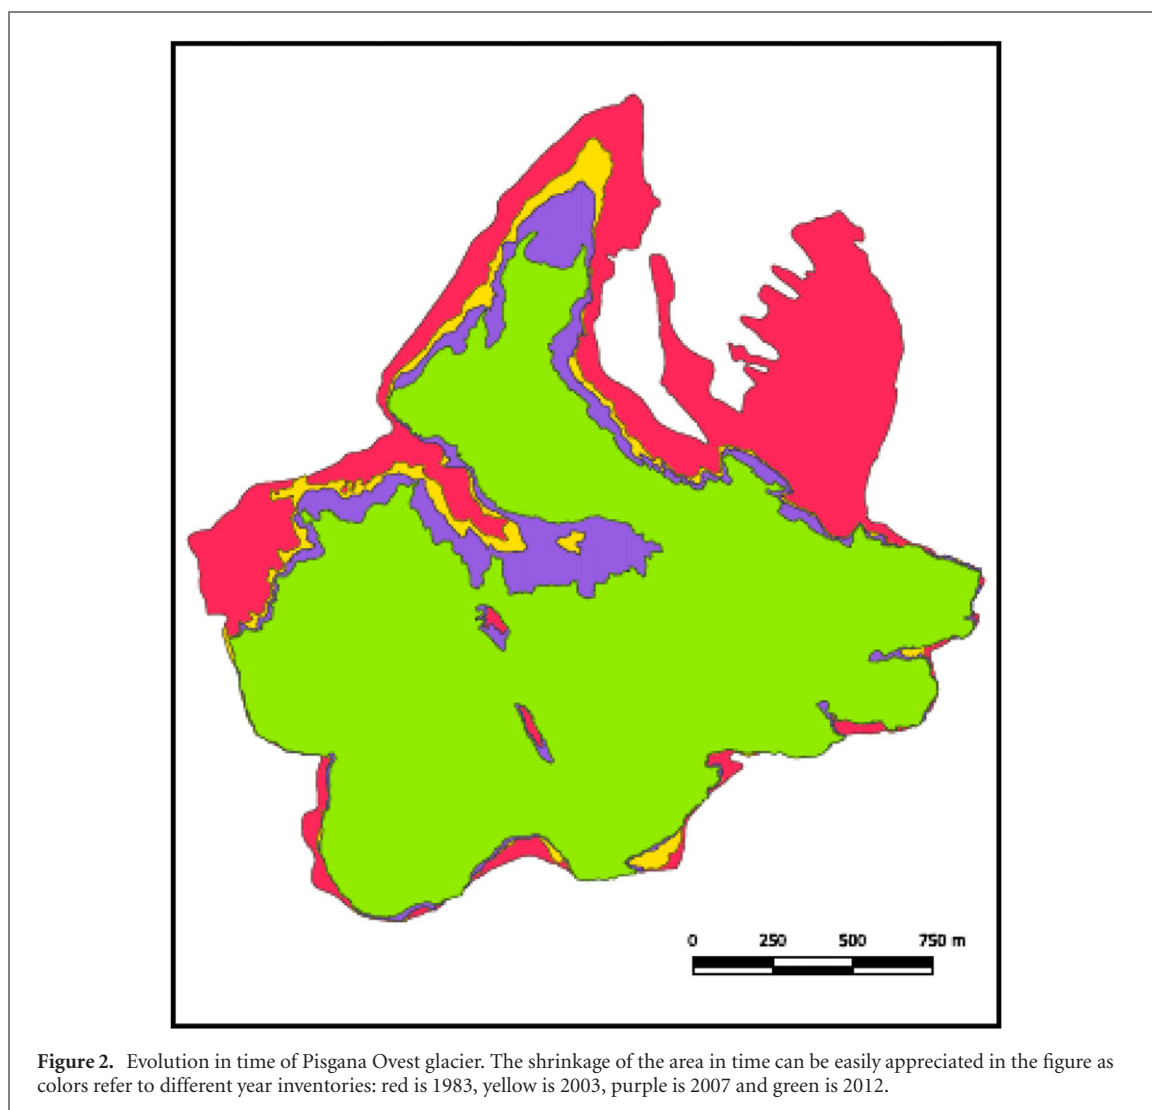 0 250 500 750 m
Figure 2. Evolution in time of Pisgana Ovest glacier. The shrinkage of the area in time can be easily appreciated in the figure as
colors refer to different year inventories: red is 1983, yellow is 2003, purple is 2007 and green is 2012.